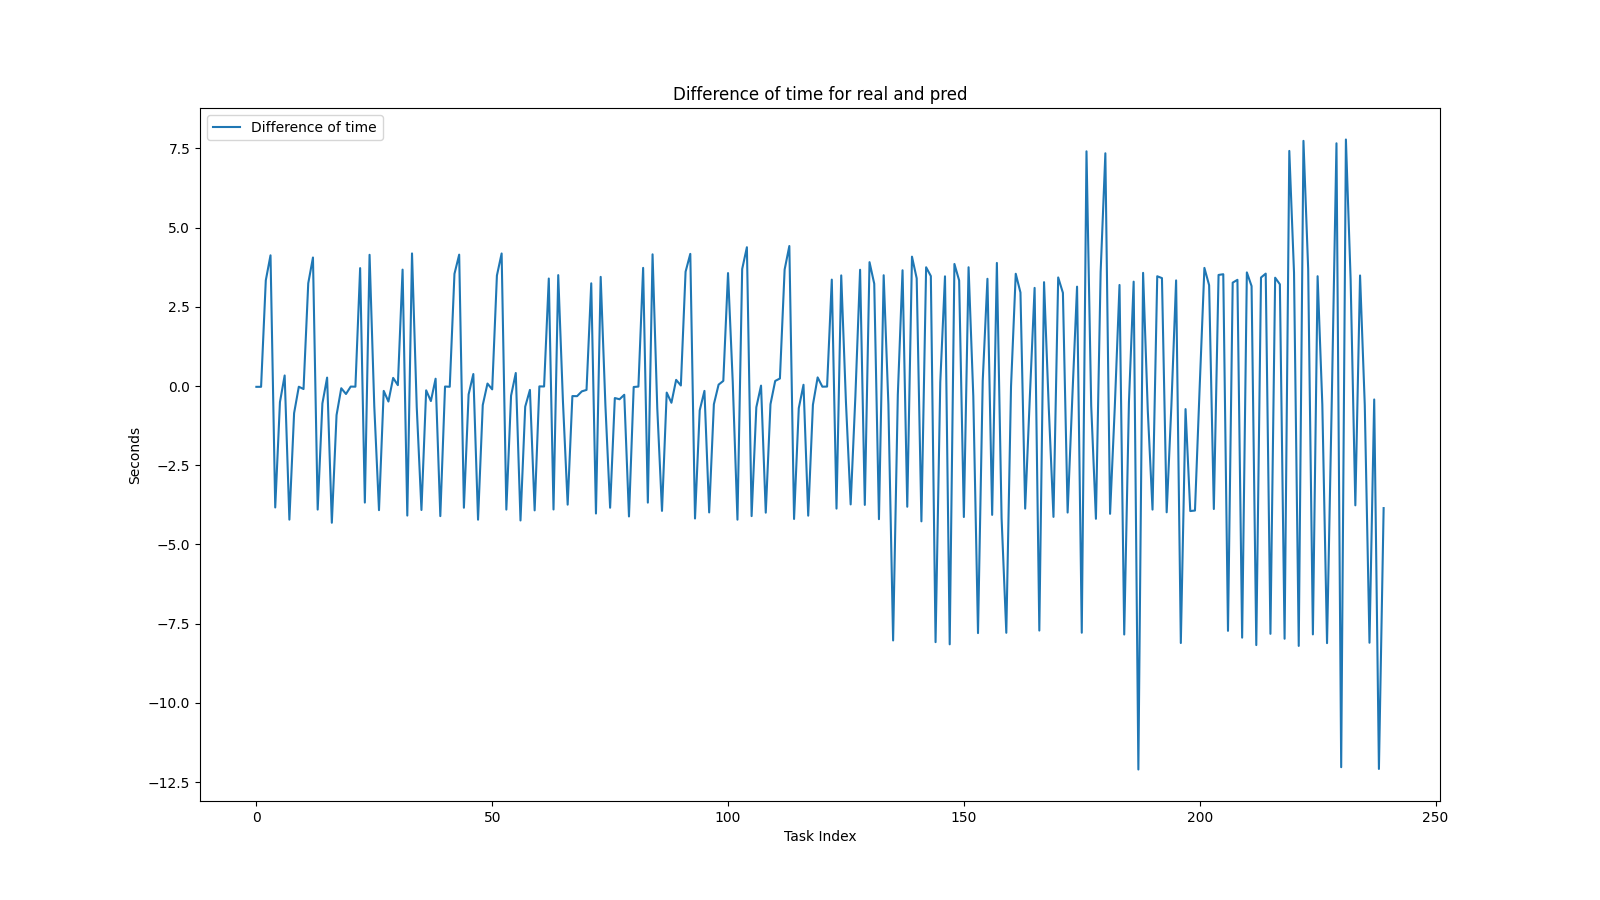 Difference of time for real and pred
Difference of time
7.5
5.0
2.5
0.0
−2.5
−5.0
−7.5
−10.0
−12.5
Seconds
0 50 100 150 200 250
Task Index